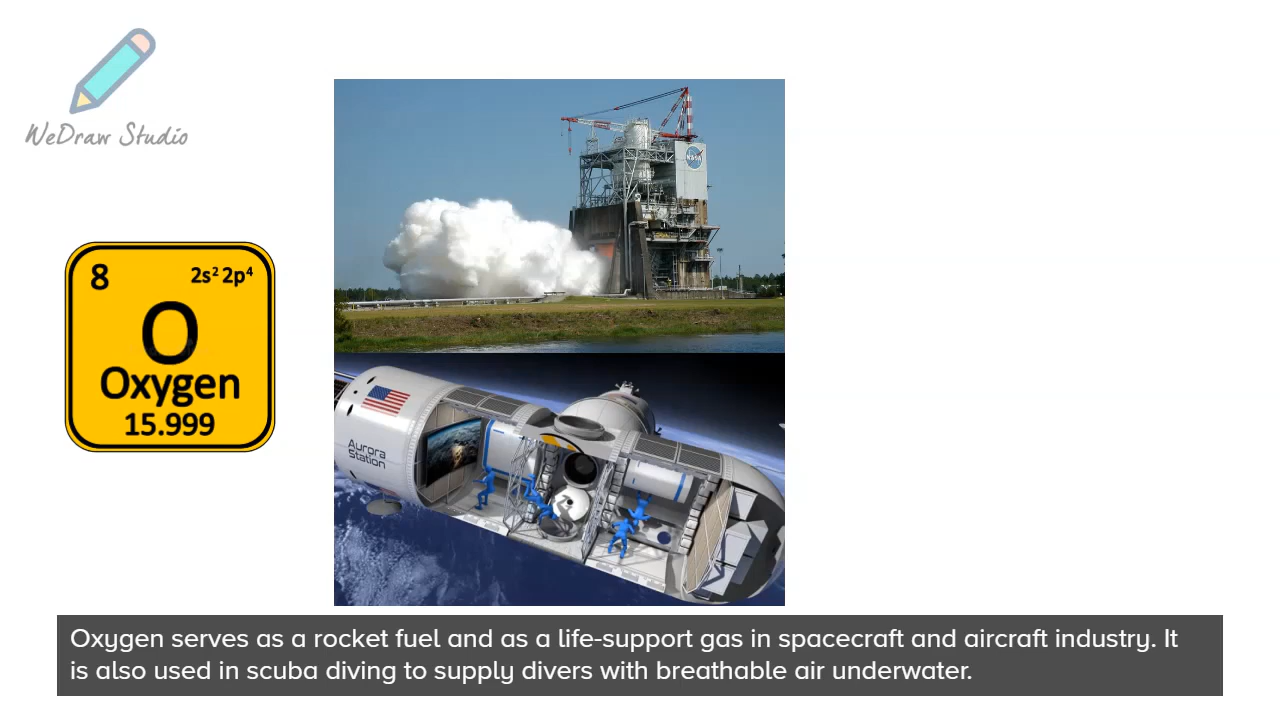 WeDraw Studio
8 2s² 2p⁴
O
Oxygen
15.999
NASA
Aurora
Station
Oxygen serves as a rocket fuel and as a life-support gas in spacecraft and aircraft industry. It
is also used in scuba diving to supply divers with breathable air underwater.